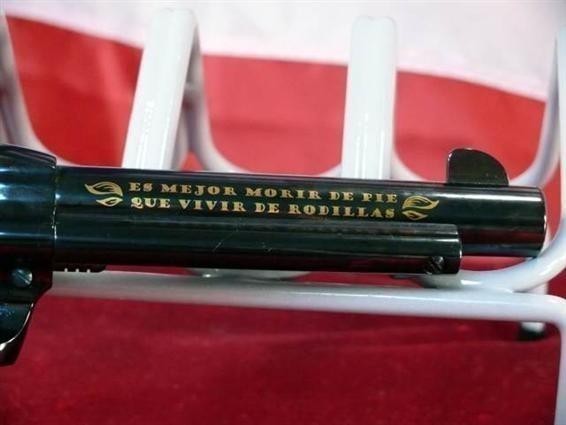 ES MEJOR MORIR DE PIE
QUE VIVIR DE RODILLAS